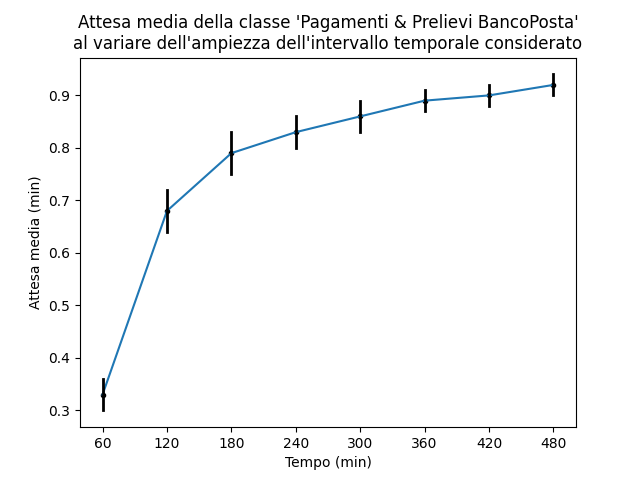 Attesa media della classe 'Pagamenti & Prelievi BancoPosta'
al variare dell'ampiezza dell'intervallo temporale considerato
Attesa media (min)
0.9
0.8
0.7
0.6
0.5
0.4
0.3
60 120 180 240 300 360 420 480
Tempo (min)